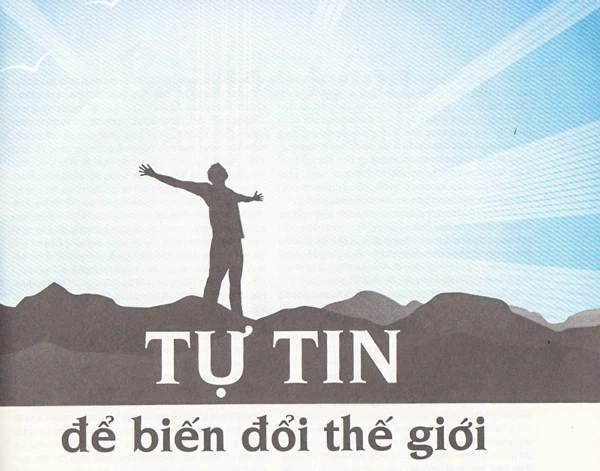 TỰ TIN
để biến đổi thế giới